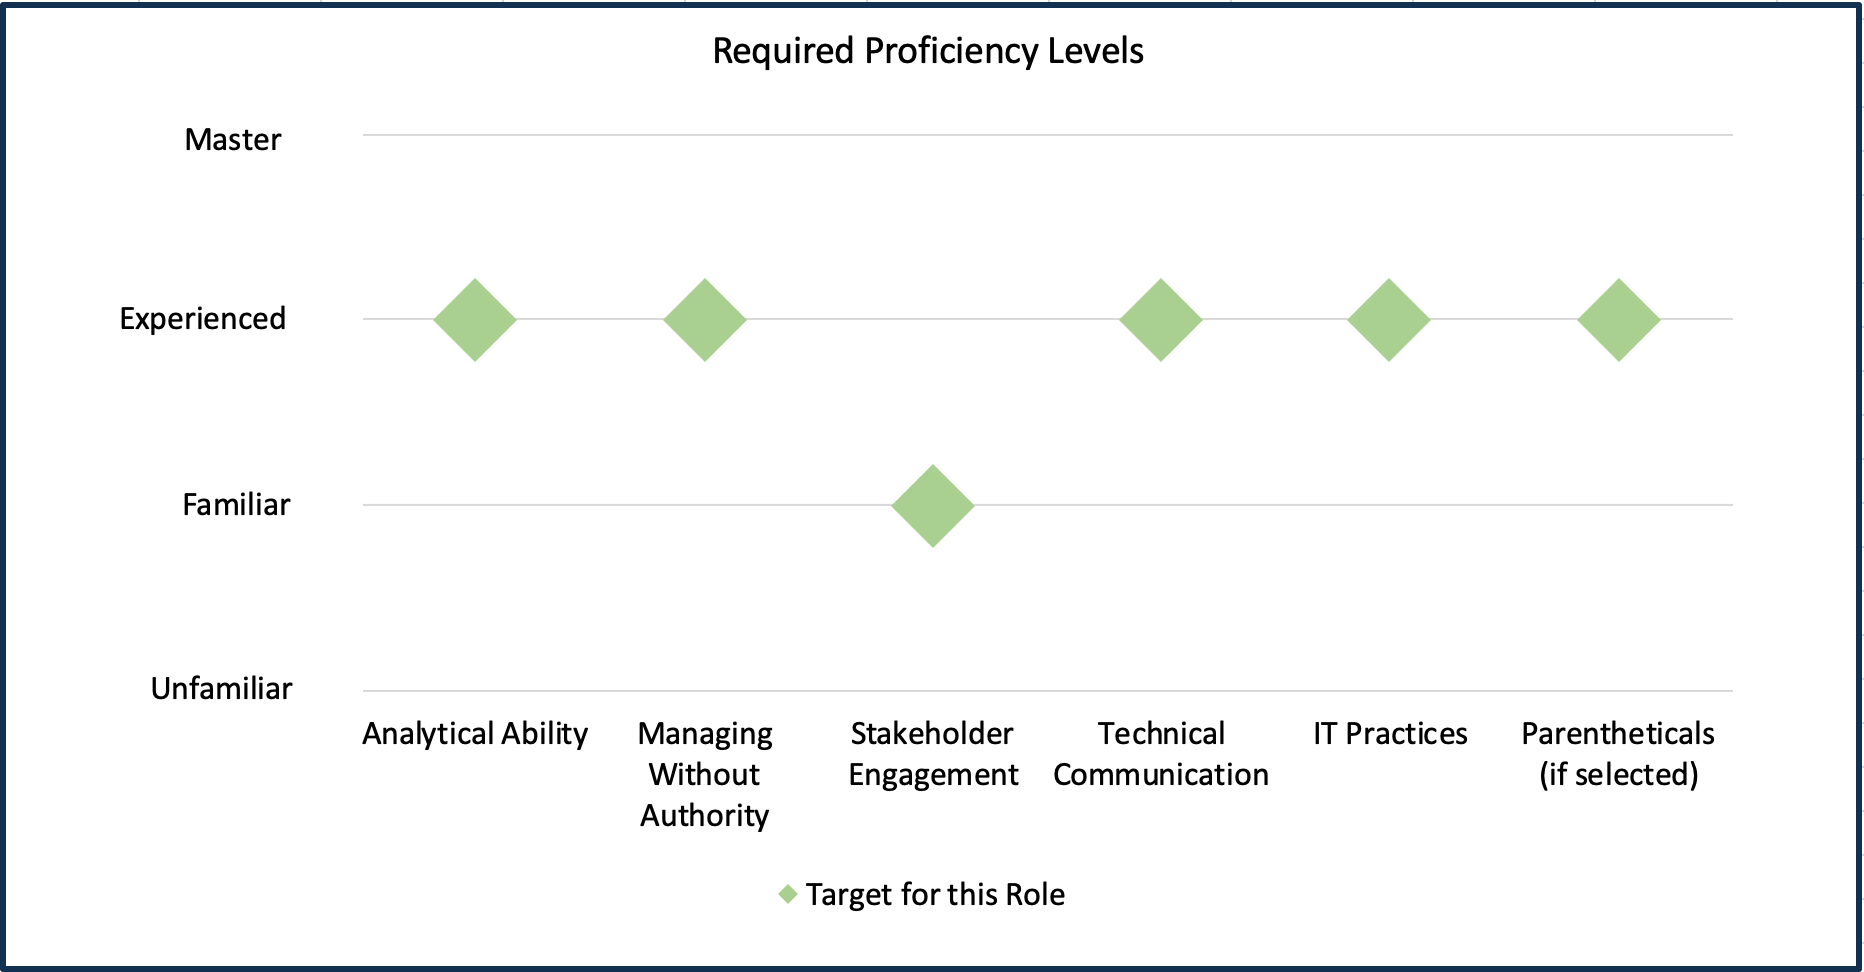 Required Proficiency Levels
Master
Experienced
Familiar
Unfamiliar
Analytical Ability
Managing
Without
Authority
Stakeholder
Engagement
Technical
Communication
IT Practices
Parentheticals
(if selected)
Target for this Role